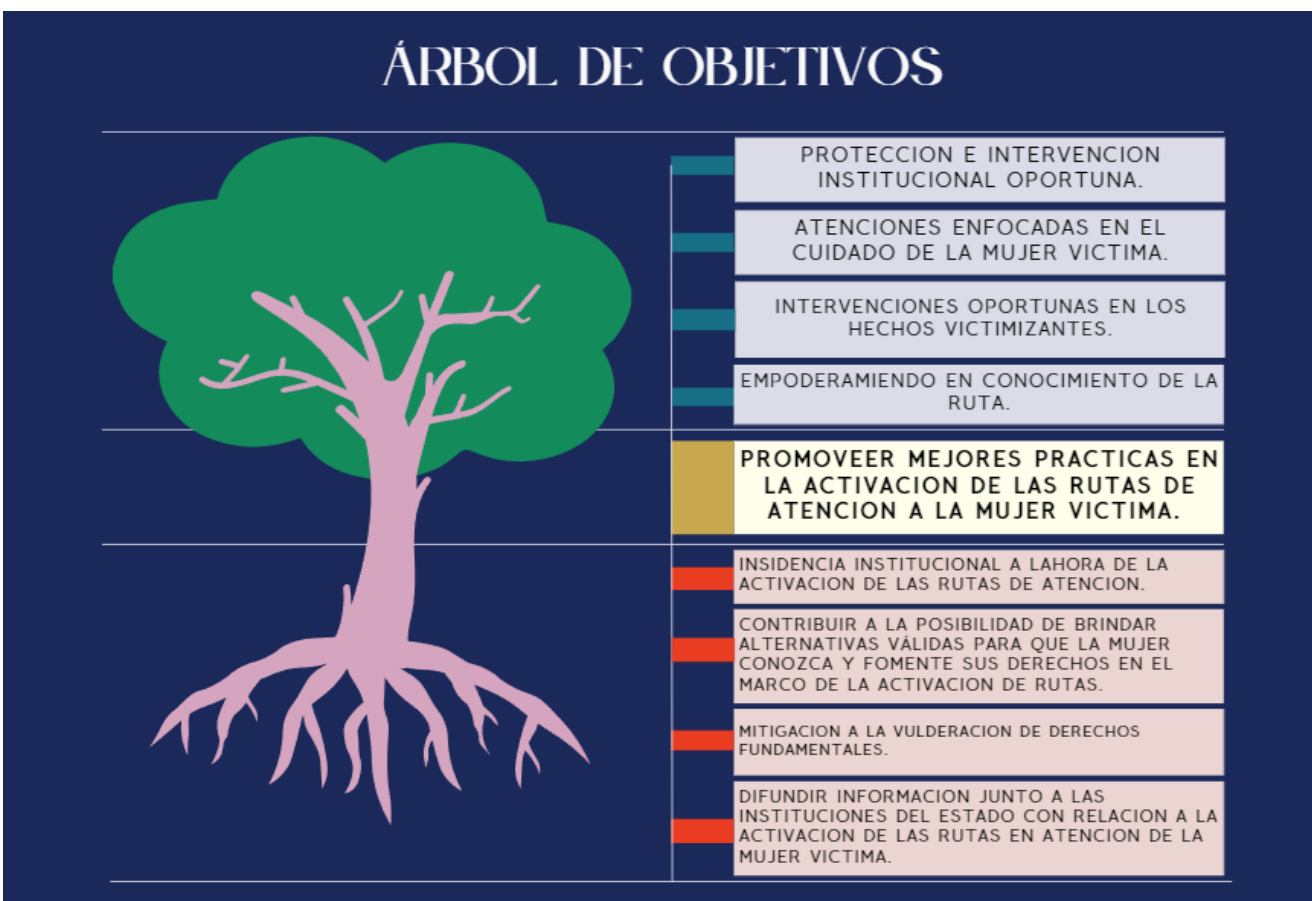 ÁRBOL DE OBJETIVOS
PROTECCION E INTERVENCION
INSTITUCIONAL OPORTUNA.
ATENCIONES ENFOCADAS EN EL
CUIDADO DE LA MUJER VICTIMA.
INTERVENCIONES OPORTUNAS EN LOS
HECHOS VICTIMIZANTES.
EMPODERAMIENDO EN CONOCIMIENTO DE LA
RUTA.
PROMOVEER MEJORES PRACTICAS EN
LA ACTIVACION DE LAS RUTAS DE
ATENCION A LA MUJER VICTIMA.
INSIDENCIA INSTITUCIONAL A LAHORA DE LA
ACTIVACION DE LAS RUTAS DE ATENCION.
CONTRIBUIR A LA POSIBILIDAD DE BRINDAR
ALTERNATIVAS VÁLIDAS PARA QUE LA MUJER
CONOZCA Y FOMENTE SUS DERECHOS EN EL
MARCO DE LA ACTIVACION DE RUTAS.
MITIGACION A LA VULDERACION DE DERECHOS
FUNDAMENTALES.
DIFUNDIR INFORMACION JUNTO A LAS
INSTITUCIONES DEL ESTADO CON RELACION A LA
ACTIVACION DE LAS RUTAS EN ATENCION DE LA
MUJER VICTIMA.